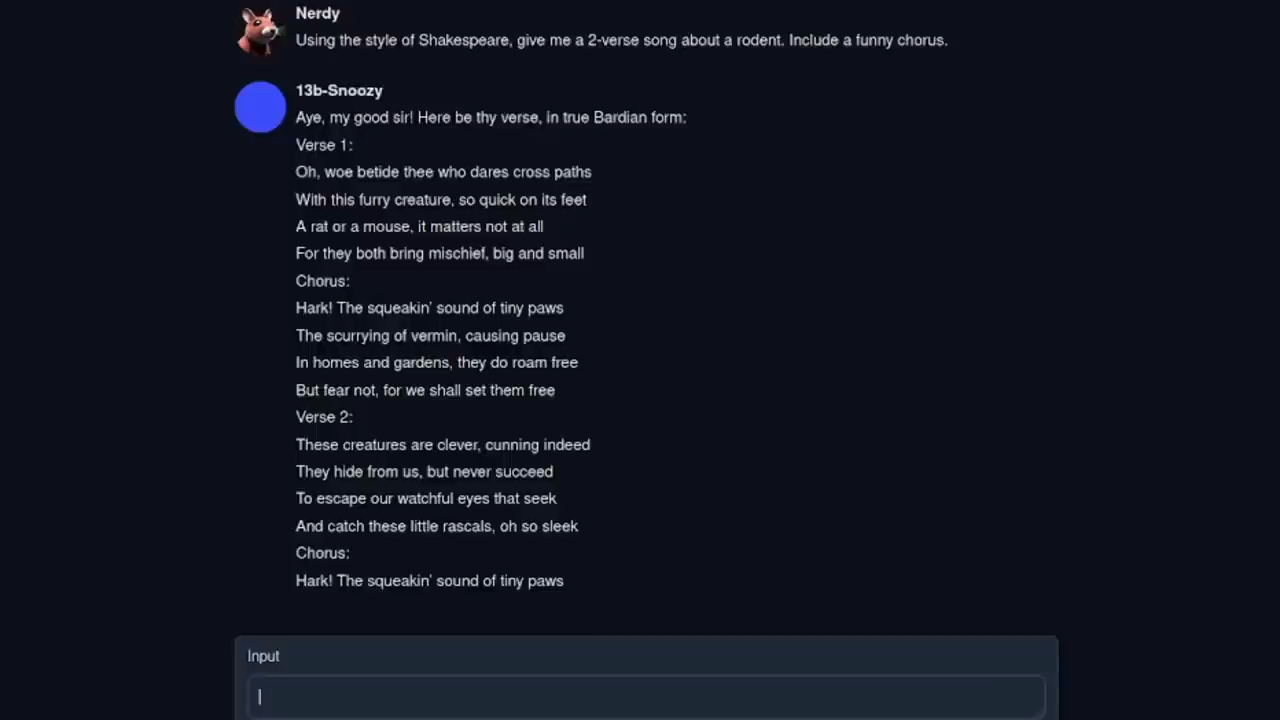 Nerdy
Using the style of Shakespeare, give me a 2-verse song about a rodent. Include a funny chorus.
13b-Snoozy
Aye, my good sir! Here be thy verse, in true Bardian form:
Verse 1:
Oh, woe betide thee who dares cross paths
With this furry creature, so quick on its feet
A rat or a mouse, it matters not at all
For they both bring mischief, big and small
Chorus:
Hark! The squeakin' sound of tiny paws
The scurrying of vermin, causing pause
In homes and gardens, they do roam free
But fear not, for we shall set them free
Verse 2:
These creatures are clever, cunning indeed
They hide from us, but never succeed
To escape our watchful eyes that seek
And catch these little rascals, oh so sleek
Chorus:
Hark! The squeakin' sound of tiny paws
Input